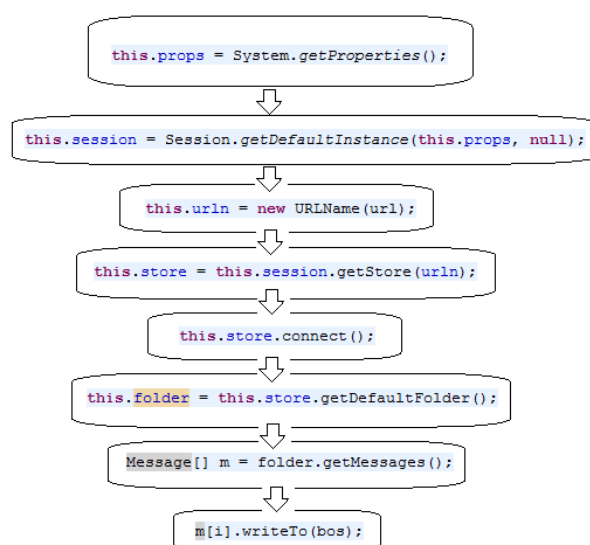 this.props = System.getProperties();
this.session = Session.getDefaultInstance(this.props, null);
this.urln = new URLName(url);
this.store = this.session.getStore(urln);
this.store.connect();
this.folder = this.store.getDefaultFolder();
Message[] m = folder.getMessages();
m[i].writeTo(bos);